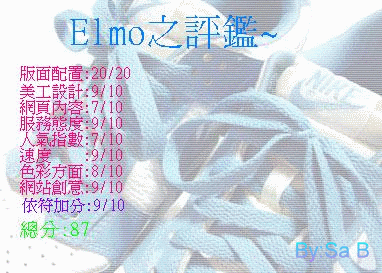 Elmo之評鑑~
版面配置:20/20
美工設計:9/10
網頁內容:7/10
服務態度:9/10
人氣指數:7/10
速度　　:9/10
色彩方面:8/10
網站創意:9/10
依符加分:9/10
總分:87
By:Sa B